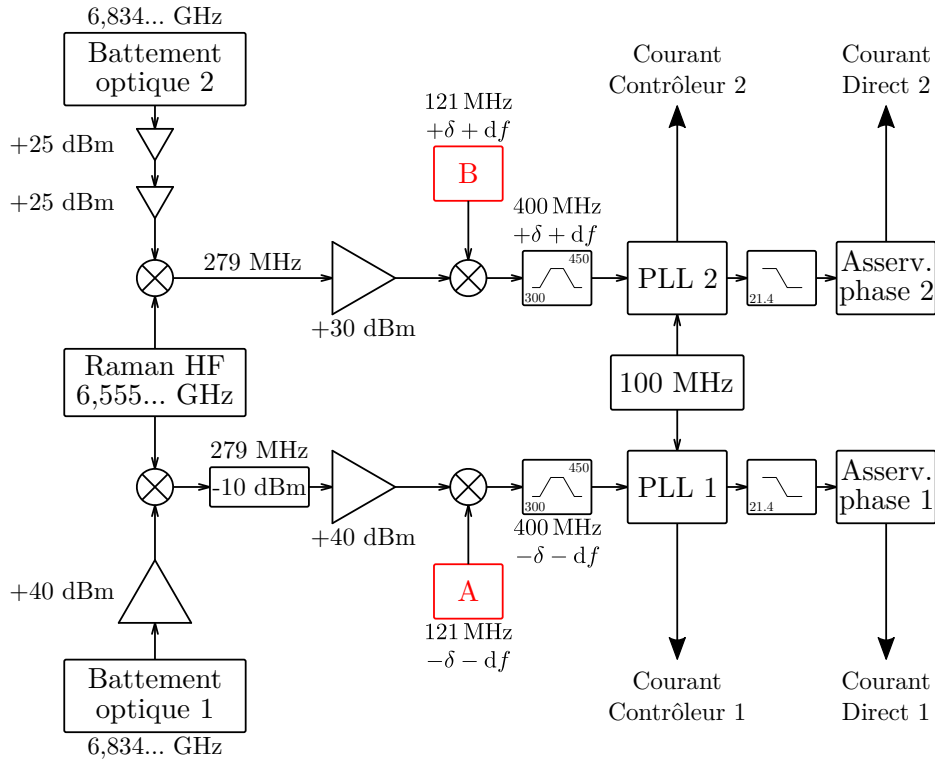 6,834... GHz
Battement
optique 2
+25 dBm
+25 dBm
121 MHz
+δ + df
B
Courant
Contrôleur 2
Courant
Direct 2
279 MHz
+30 dBm
400 MHz
+δ + df
450
300
PLL 2
21.4
Asserv.
phase 2
Raman HF
6,555... GHz
100 MHz
279 MHz
-10 dBm
+40 dBm
450
300
400 MHz
−δ − df
PLL 1
21.4
Asserv.
phase 1
+40 dBm
A
121 MHz
−δ − df
Battement
optique 1
6,834... GHz
Courant
Contrôleur 1
Courant
Direct 1